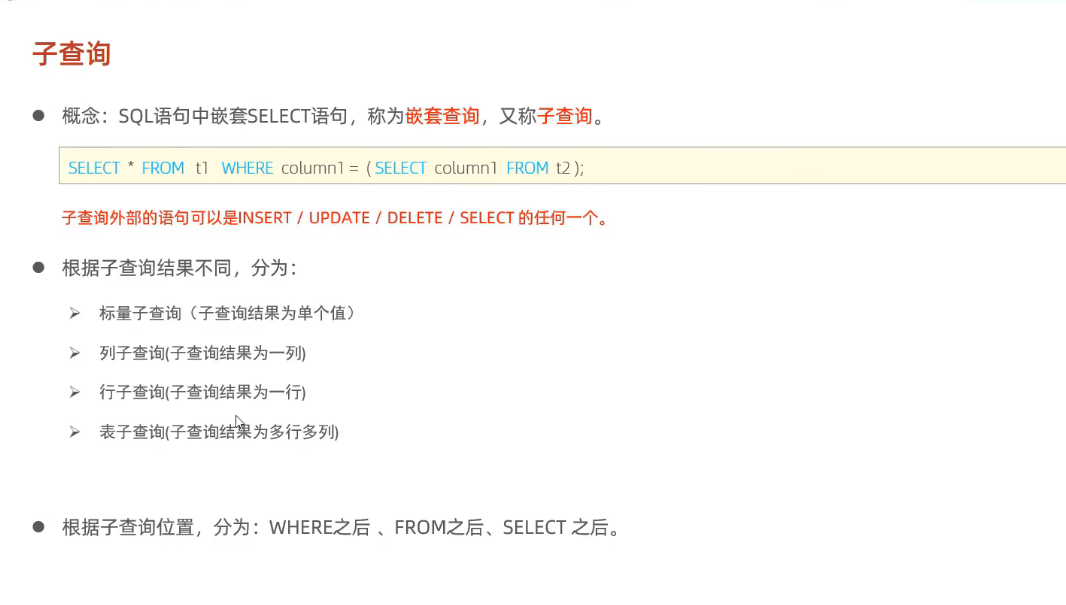 子查询
概念：SQL语句中嵌套SELECT语句，称为嵌套查询，又称子查询。
SELECT * FROM t1 WHERE column1 = ( SELECT column1 FROM t2 );
子查询外部的语句可以是INSERT / UPDATE / DELETE / SELECT 的任何一个。
根据子查询结果不同，分为：
标量子查询（子查询结果为单个值）
列子查询(子查询结果为一列)
行子查询(子查询结果为一行)
表子查询(子查询结果为多行多列)
根据子查询位置，分为：WHERE之后 、FROM之后、SELECT 之后。